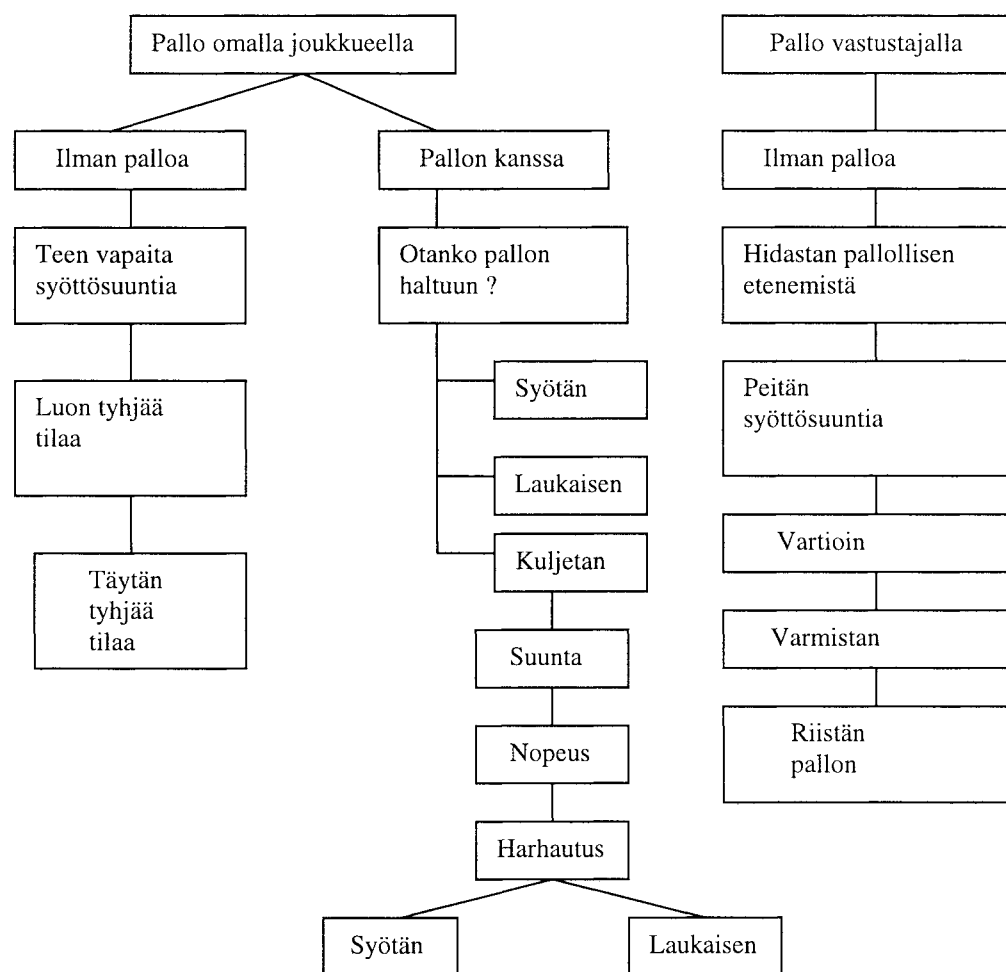 Pallo omalla joukkueella
Pallo vastustajalla
Ilman palloa
Pallon kanssa
Ilman palloa
Teen vapaita
syöttösuuntia
Otanko pallon
haltuun ?
Hidastan pallollisen
etenemistä
Luon tyhjää
tilaa
Syötän
Peitän
syöttösuuntia
Laukaisen
Vartioin
Täytän
tyhjää
tilaa
Kuljetan
Varmistan
Suunta
Nopeus
Riistän
pallon
Harhautus
Syötän
Laukaisen